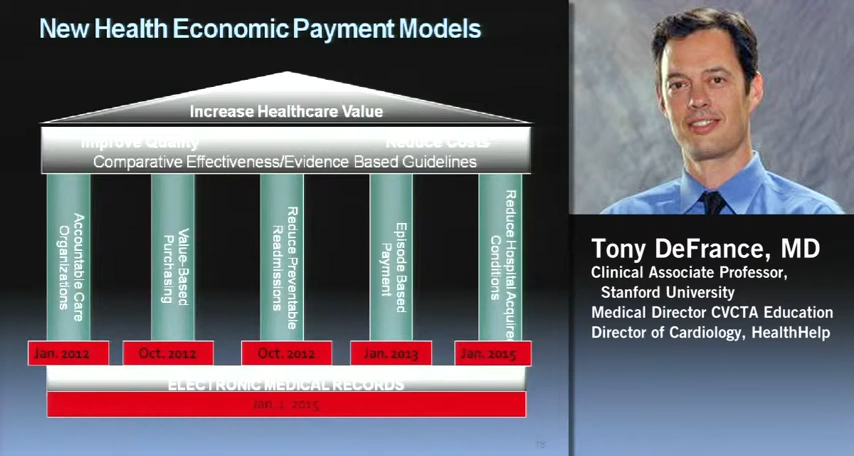 New Health Economic Payment Models
Increase Healthcare Value
Improve Quality
Reduce Costs
Comparative Effectiveness/Evidence Based Guidelines
Accountable Care
Organizations
Value-Based
Purchasing
Reduce Preventable
Readmissions
Episode Based
Payment
Reduce Hospital Acquire
Conditions
Jan. 2012
Oct. 2012
Oct. 2012
Jan. 2013
Jan. 2015
ELECTRONIC MEDICAL RECORDS
Jan. 1 2015
Tony DeFrance, MD
Clinical Associate Professor,
Stanford University
Medical Director CVCTA Education
Director of Cardiology, HealthHelp